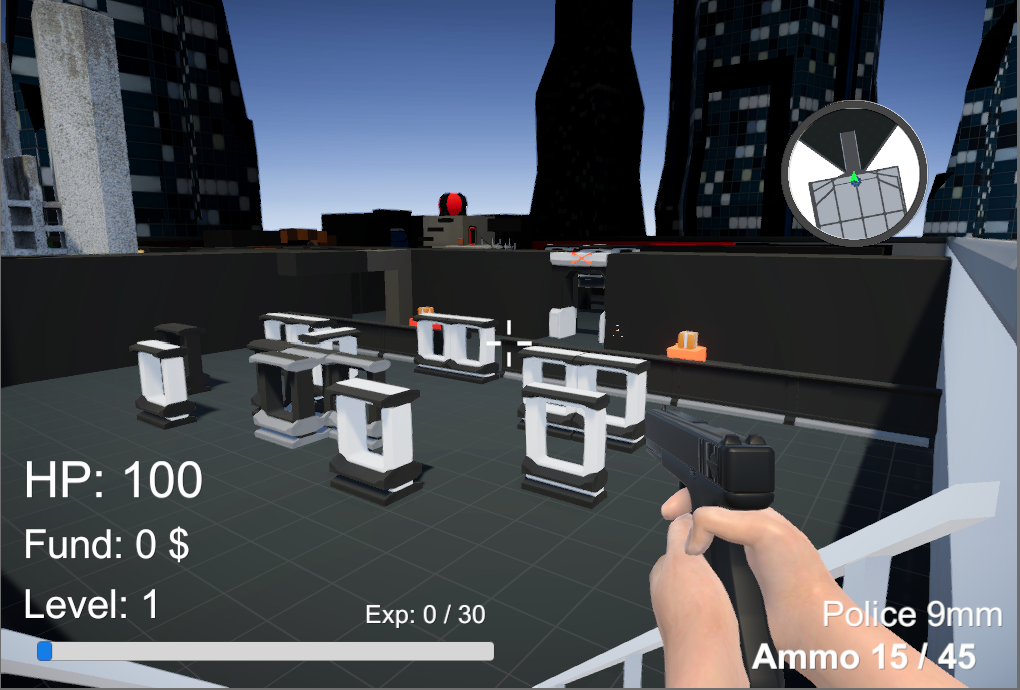 HP: 100
Fund: 0 $
Level: 1
Exp: 0 / 30
Police 9mm
Ammo 15 / 45